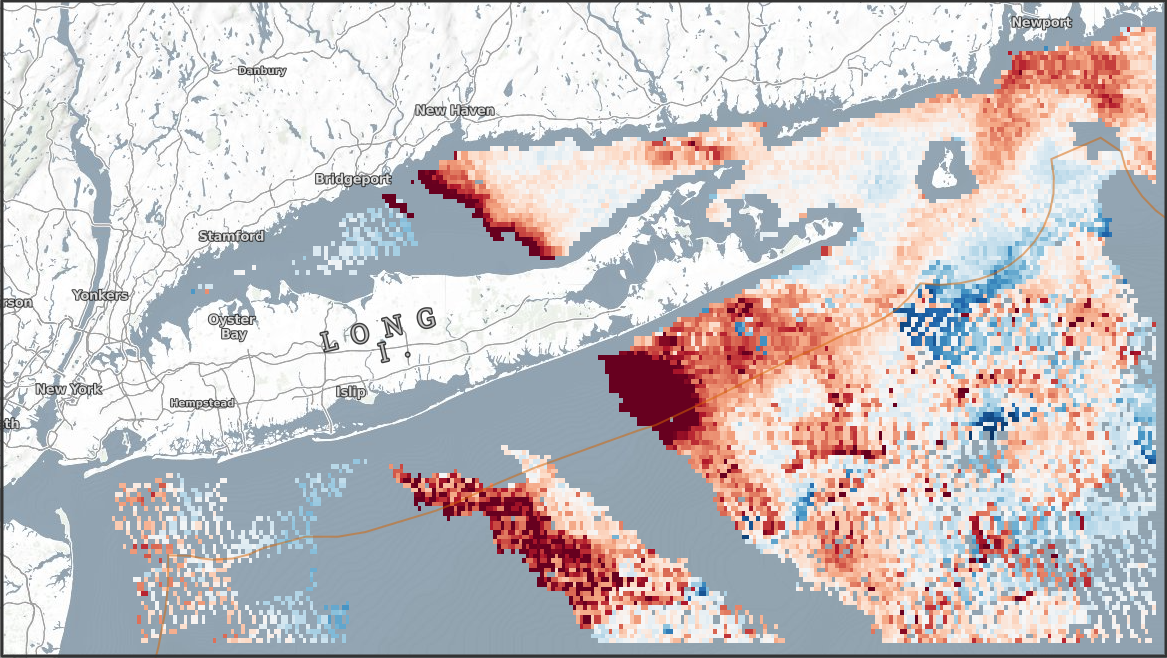 Newport
Danbury
New Haven
Bridgeport
Stamford
rson
Yonkers
Oyster
Bay
LONG
I.
New York
Hempstead
Islip
th